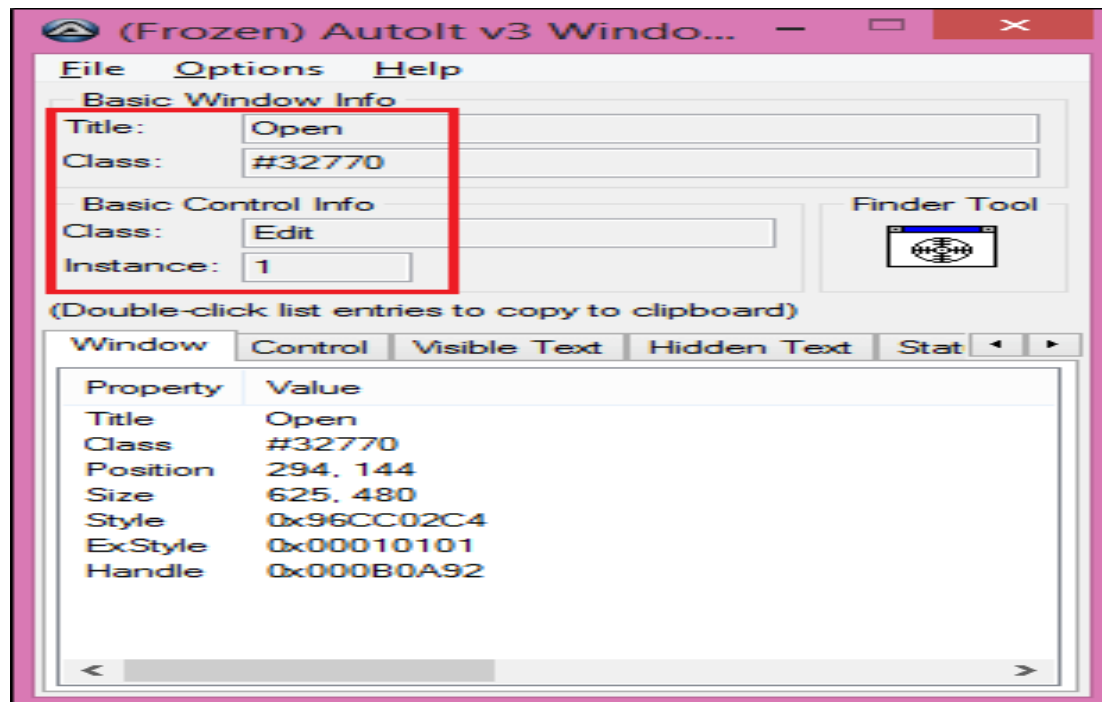 (Frozen) AutoIt v3 Windo...
File Options Help
Basic Window Info
Title: Open
Class: #32770
Basic Control Info
Finder Tool
Class: Edit
Instance: 1
(Double-click list entries to copy to clipboard)
Window Control Visible Text Hidden Text Stat
Property Value
Title Open
Class #32770
Position 294, 144
Size 625, 480
Style 0x96CC02C4
ExStyle 0x00010101
Handle 0x000B0A92